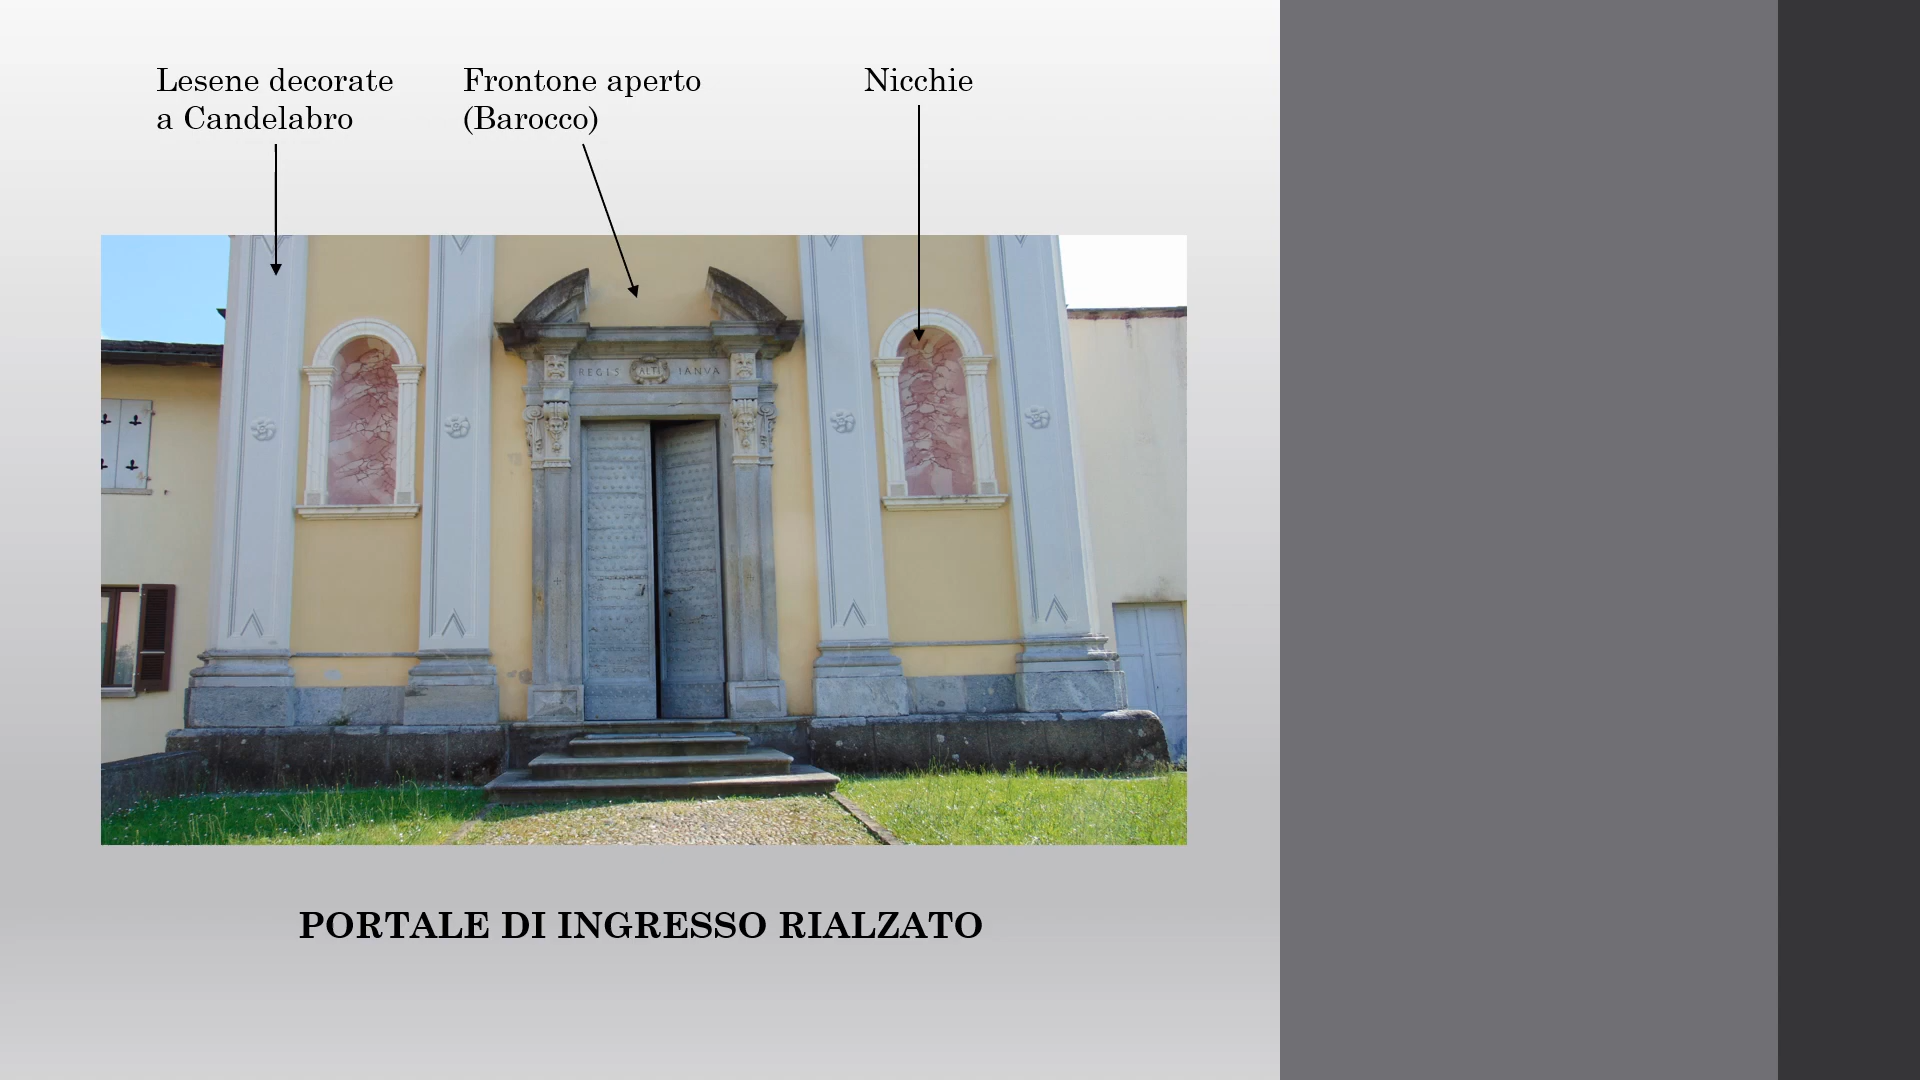 Lesene decorate
a Candelabro
Frontone aperto
(Barocco)
Nicchie
REGIS ALTI IANVA
PORTALE DI INGRESSO RIALZATO